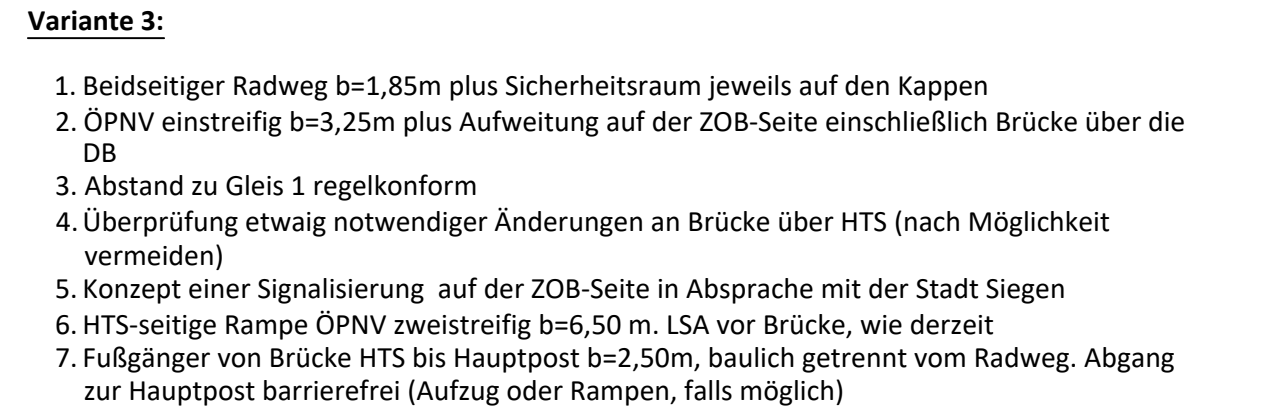 Variante 3:
1. Beidseitiger Radweg b=1,85m plus Sicherheitsraum jeweils auf den Kappen
2. ÖPNV einstreifig b=3,25m plus Aufweitung auf der ZOB-Seite einschließlich Brücke über die
DB
3. Abstand zu Gleis 1 regelkonform
4. Überprüfung etwaig notwendiger Änderungen an Brücke über HTS (nach Möglichkeit
vermeiden)
5. Konzept einer Signalisierung  auf der ZOB-Seite in Absprache mit der Stadt Siegen
6. HTS-seitige Rampe ÖPNV zweistreifig b=6,50 m. LSA vor Brücke, wie derzeit
7. Fußgänger von Brücke HTS bis Hauptpost b=2,50m, baulich getrennt vom Radweg. Abgang
zur Hauptpost barrierefrei (Aufzug oder Rampen, falls möglich)